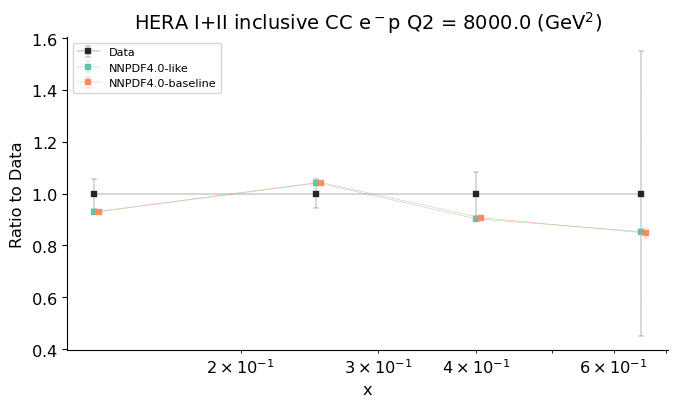 HERA I+II inclusive CC e⁻p Q2 = 8000.0 (GeV²)
Data
NNPDF4.0-like
NNPDF4.0-baseline
Ratio to Data
1.6
1.4
1.2
1.0
0.8
0.6
0.4
2 × 10⁻¹ 3 × 10⁻¹ 4 × 10⁻¹ 6 × 10⁻¹
x